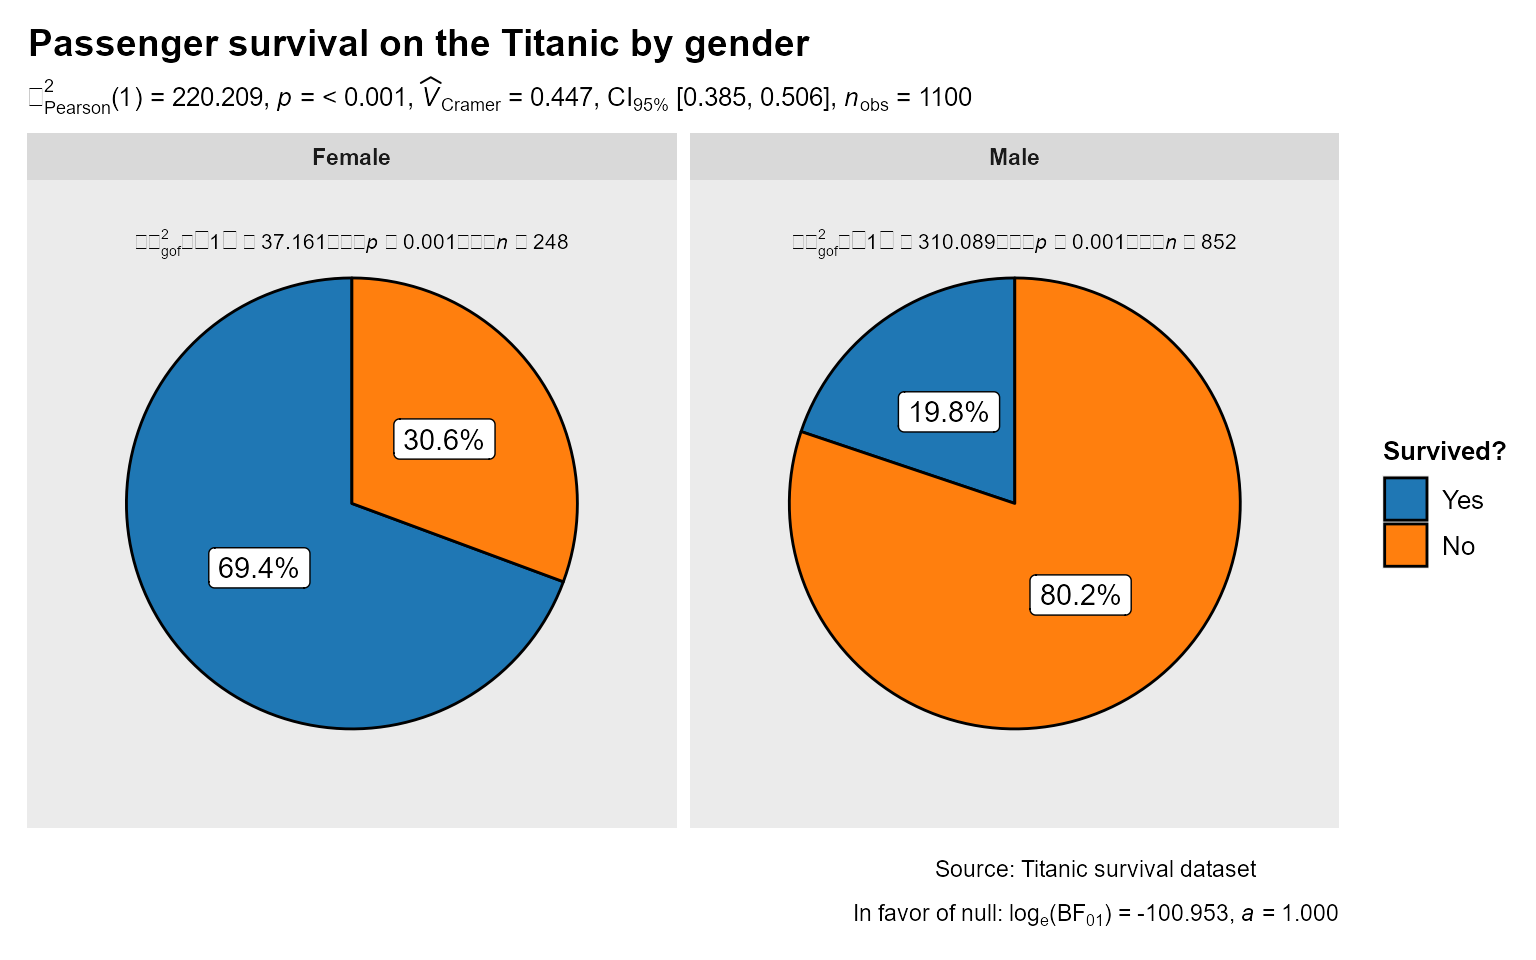 Passenger survival on the Titanic by gender
□²Pearson(1) = 220.209, p = < 0.001, V̂Cramer = 0.447, CI95% [0.385, 0.506], nobs = 1100
Female
Male
□□²gof□□1□ □ 37.161□□□p □ 0.001□□□n □ 248
□□²gof□□1□ □ 310.089□□□p □ 0.001□□□n □ 852
30.6%
69.4%
19.8%
80.2%
Survived?
Yes
No
Source: Titanic survival dataset
In favor of null: loge(BF01) = -100.953, a = 1.000